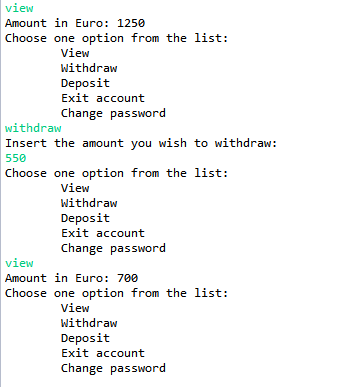 view
Amount in Euro: 1250
Choose one option from the list:
View
Withdraw
Deposit
Exit account
Change password
withdraw
Insert the amount you wish to withdraw:
550
Choose one option from the list:
View
Withdraw
Deposit
Exit account
Change password
view
Amount in Euro: 700
Choose one option from the list:
View
Withdraw
Deposit
Exit account
Change password